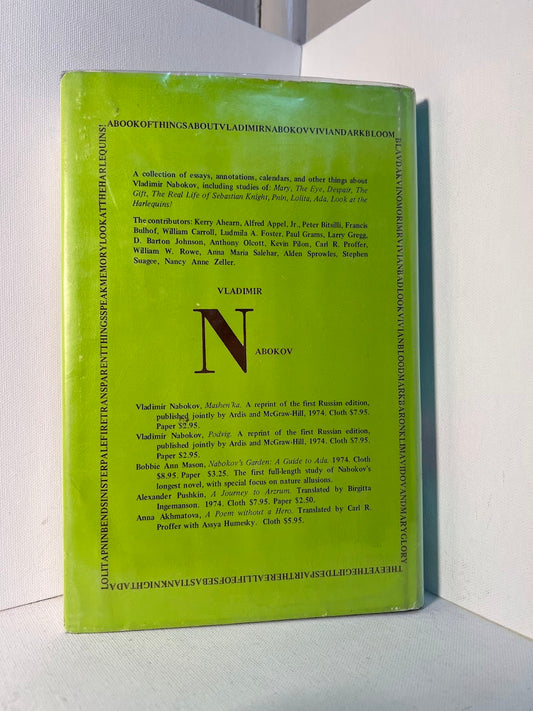 ABOOKOFTHINGSABOUTVLADIMIRNABOKOVVIVIANDARKBLOOM
A collection of essays, annotations, calendars, and other things about
Vladimir Nabokov, including studies of: Mary, The Eye, Despair, The
Gift, The Real Life of Sebastian Knight, Pnin, Lolita, Ada, Look at the
Harlequins!
The contributors: Kerry Ahearn, Alfred Appel, Jr., Peter Bitsilli, Francis
Bulhof, William Carroll, Ludmila A. Foster, Paul Grams, Larry Gregg,
D. Barton Johnson, Anthony Olcott, Kevin Pilon, Carl R. Proffer,
William W. Rowe, Anna Maria Salehar, Alden Sprowles, Stephen
Suagee, Nancy Anne Zeller.
VLADIMIR
N
ABOKOV
Vladimir Nabokov, Mashen'ka. A reprint of the first Russian edition,
published jointly by Ardis and McGraw-Hill, 1974. Cloth $7.95.
Paper $2.95.
Vladimir Nabokov, Podvig. A reprint of the first Russian edition,
published jointly by Ardis and McGraw-Hill, 1974. Cloth $7.95.
Paper $2.95.
Bobbie Ann Mason, Nabokov's Garden: A Guide to Ada. 1974. Cloth
$8.95. Paper $3.25. The first full-length study of Nabokov's
longest novel, with special focus on nature allusions.
Alexander Pushkin, A Journey to Arzrum. Translated by Birgitta
Ingemanson. 1974. Cloth $7.95. Paper $2.50.
Anna Akhmatova, A Poem without a Hero. Translated by Carl R.
Proffer with Assya Humesky. Cloth $5.95.
THEEYETHEGIFTDESPAIRTHEREALLIFEOFSEBASTIANKNIGHTADA
LOLITAPNINBENDSINISTERPALEFIRETRANSPARENTTHINGSSPEAKMEMORYLOOKATTHEHARLEQUINS!